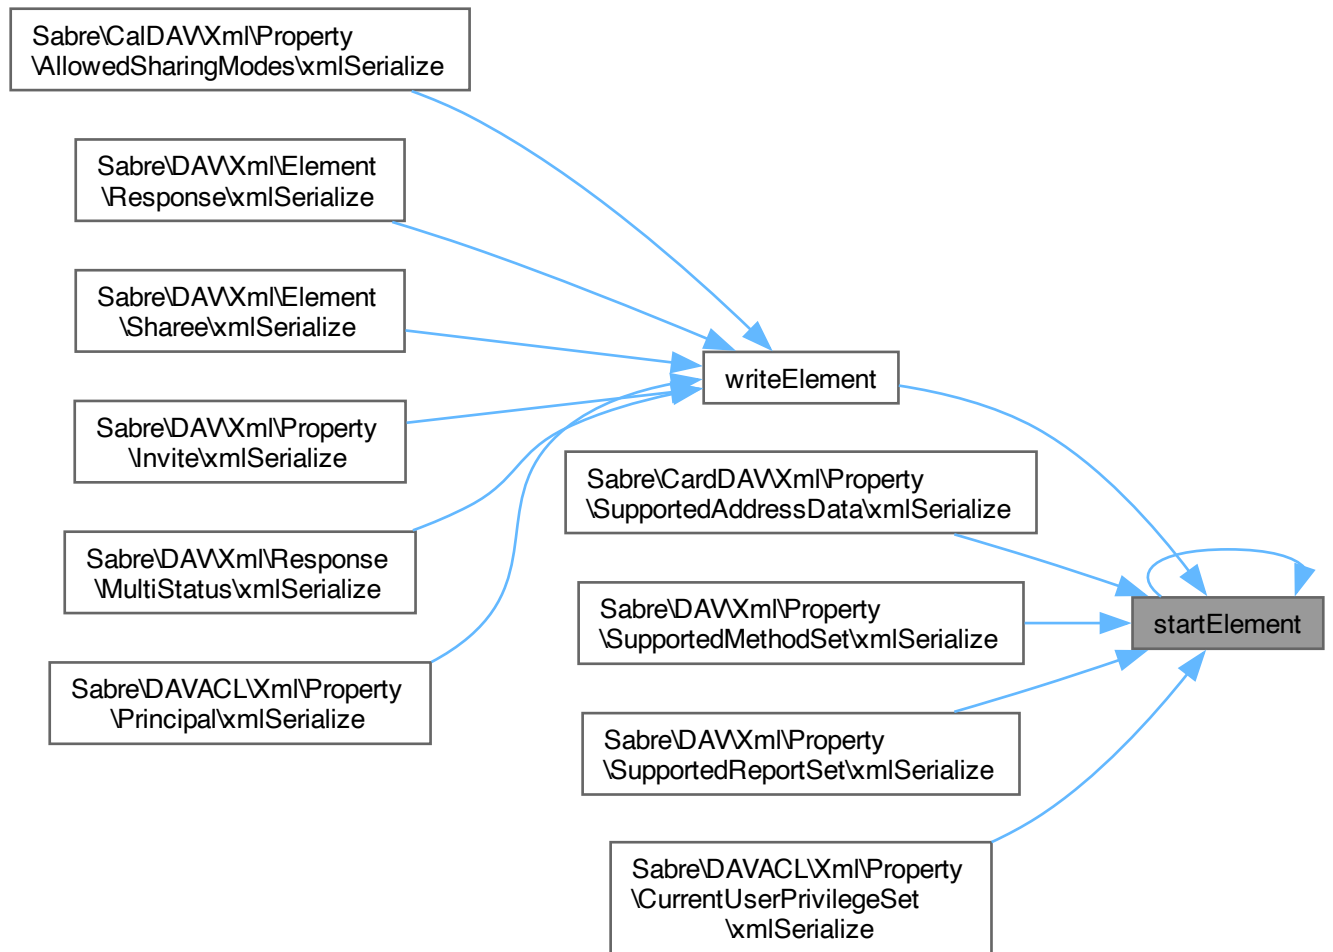 Sabre\CalDAV\Xml\Property
\AllowedSharingModes\xmlSerialize
Sabre\DAV\Xml\Element
\Response\xmlSerialize
Sabre\DAV\Xml\Element
\Sharee\xmlSerialize
Sabre\DAV\Xml\Property
\Invite\xmlSerialize
Sabre\DAV\Xml\Response
\MultiStatus\xmlSerialize
Sabre\DAVACL\Xml\Property
\Principal\xmlSerialize
writeElement
Sabre\CardDAV\Xml\Property
\SupportedAddressData\xmlSerialize
Sabre\DAV\Xml\Property
\SupportedMethodSet\xmlSerialize
Sabre\DAV\Xml\Property
\SupportedReportSet\xmlSerialize
Sabre\DAVACL\Xml\Property
\CurrentUserPrivilegeSet
\xmlSerialize
startElement